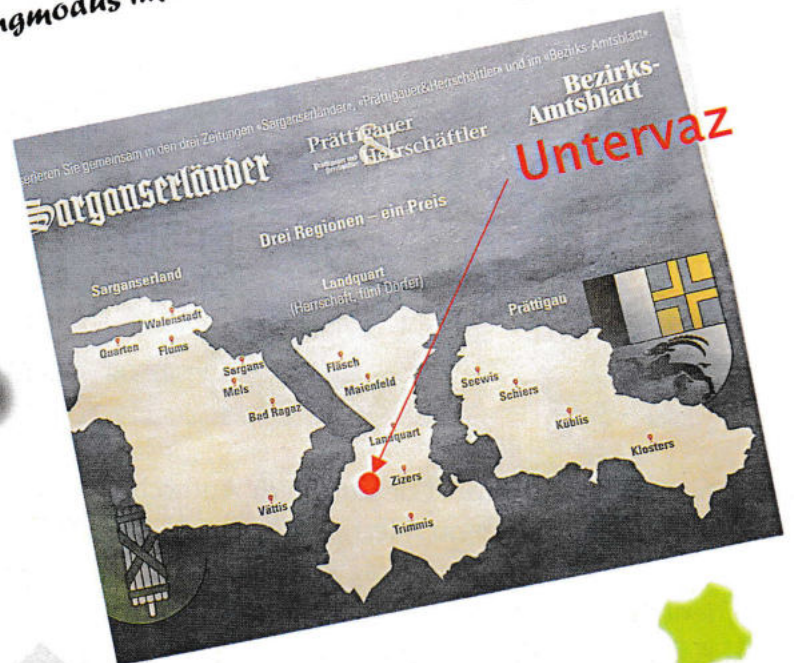 inserieren Sie gemeinsam in den drei Zeitungen «Sarganserländer», «Prättigauer&Herrschäftler» und im «Bezirks-Amtsblatt».
Sarganserländer
Prättigauer
&
Herrschäftler
Bezirks-
Amtsblatt
Untervaz
Drei Regionen – ein Preis
Sarganserland
Landquart
(Herrschaft, fünf Dörfer)
Prättigau
Walenstadt
Quarten
Flums
Sargans
Mels
Bad Ragaz
Vättis
Fläsch
Maienfeld
Landquart
Zizers
Trimmis
Seewis
Schiers
Küblis
Klosters